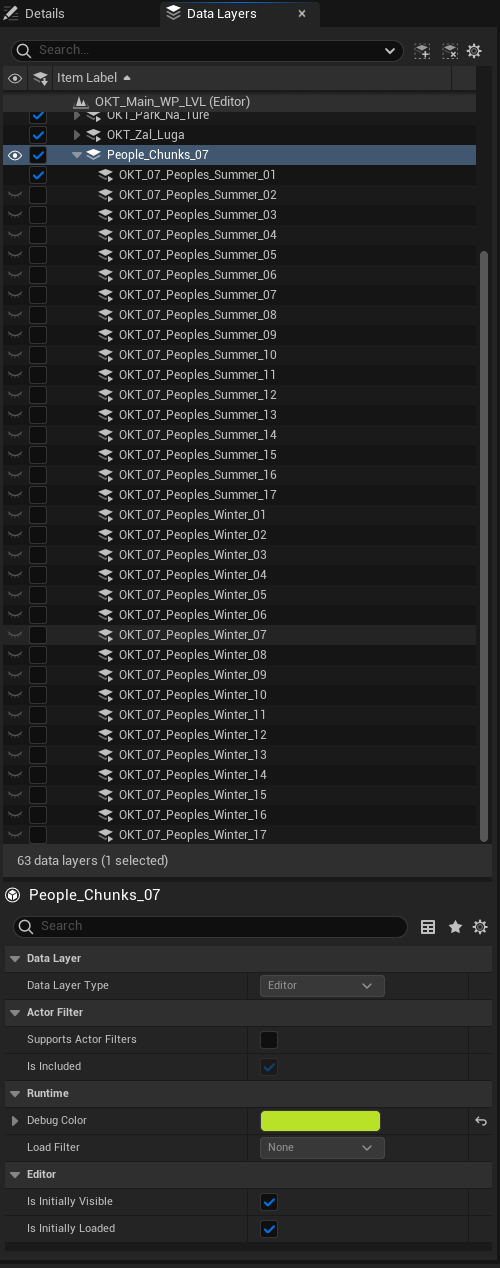 Details
Data Layers
Search...
Item Label
OKT_Main_WP_LVL (Editor)
OKT_Park_Na_Ture
OKT_Zal_Luga
People_Chunks_07
OKT_07_Peoples_Summer_01
OKT_07_Peoples_Summer_02
OKT_07_Peoples_Summer_03
OKT_07_Peoples_Summer_04
OKT_07_Peoples_Summer_05
OKT_07_Peoples_Summer_06
OKT_07_Peoples_Summer_07
OKT_07_Peoples_Summer_08
OKT_07_Peoples_Summer_09
OKT_07_Peoples_Summer_10
OKT_07_Peoples_Summer_11
OKT_07_Peoples_Summer_12
OKT_07_Peoples_Summer_13
OKT_07_Peoples_Summer_14
OKT_07_Peoples_Summer_15
OKT_07_Peoples_Summer_16
OKT_07_Peoples_Summer_17
OKT_07_Peoples_Winter_01
OKT_07_Peoples_Winter_02
OKT_07_Peoples_Winter_03
OKT_07_Peoples_Winter_04
OKT_07_Peoples_Winter_05
OKT_07_Peoples_Winter_06
OKT_07_Peoples_Winter_07
OKT_07_Peoples_Winter_08
OKT_07_Peoples_Winter_09
OKT_07_Peoples_Winter_10
OKT_07_Peoples_Winter_11
OKT_07_Peoples_Winter_12
OKT_07_Peoples_Winter_13
OKT_07_Peoples_Winter_14
OKT_07_Peoples_Winter_15
OKT_07_Peoples_Winter_16
OKT_07_Peoples_Winter_17
63 data layers (1 selected)
People_Chunks_07
Search
Data Layer
Data Layer Type Editor
Actor Filter
Supports Actor Filters
Is Included
Runtime
Debug Color
Load Filter None
Editor
Is Initially Visible
Is Initially Loaded